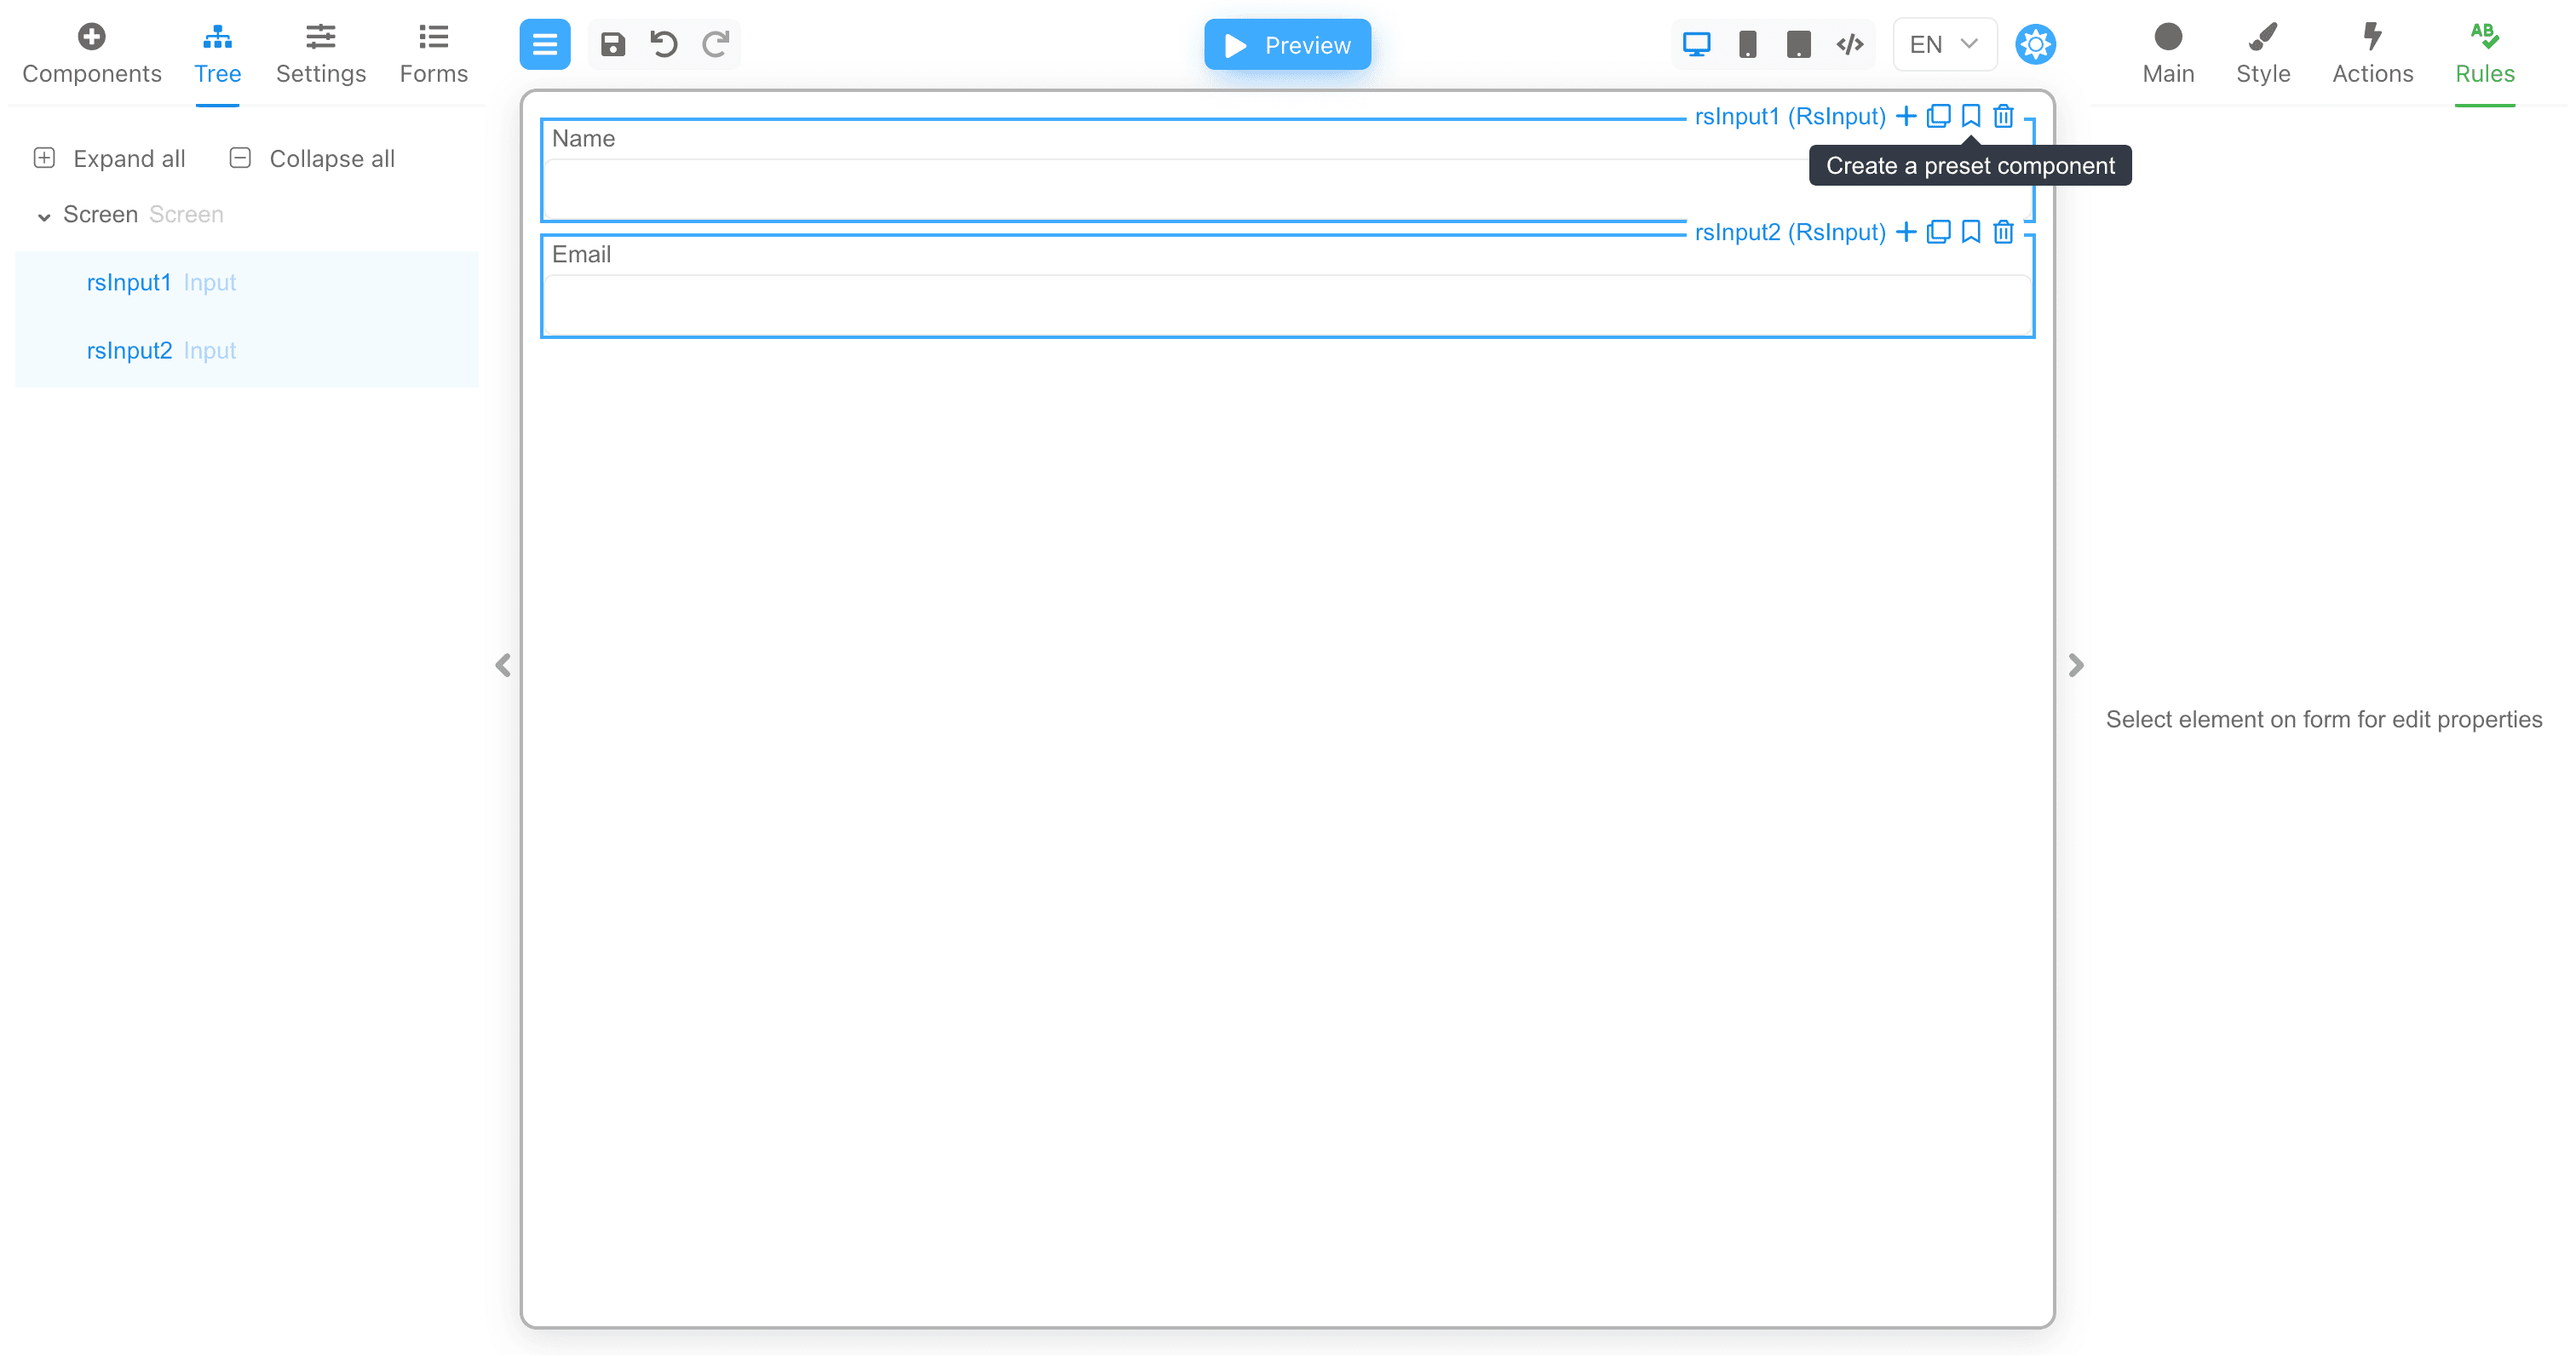 Components Tree Settings Forms
Preview
EN
Main Style Actions AB Rules
Expand all Collapse all
Screen Screen
rsInput1 Input
rsInput2 Input
rsInput1 (RsInput)
Name
Create a preset component
rsInput2 (RsInput)
Email
Select element on form for edit properties